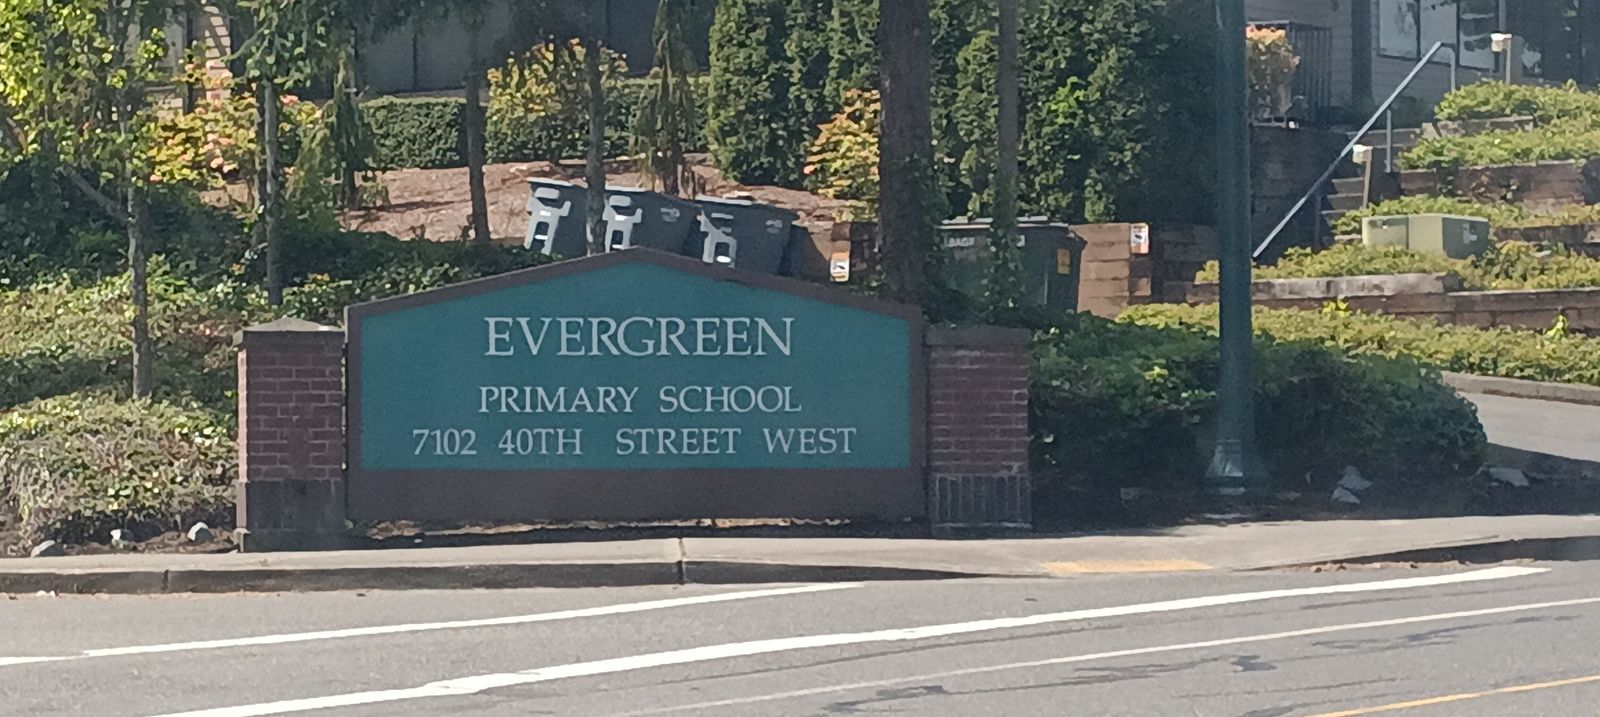 EVERGREEN
PRIMARY SCHOOL
7102 40TH STREET WEST